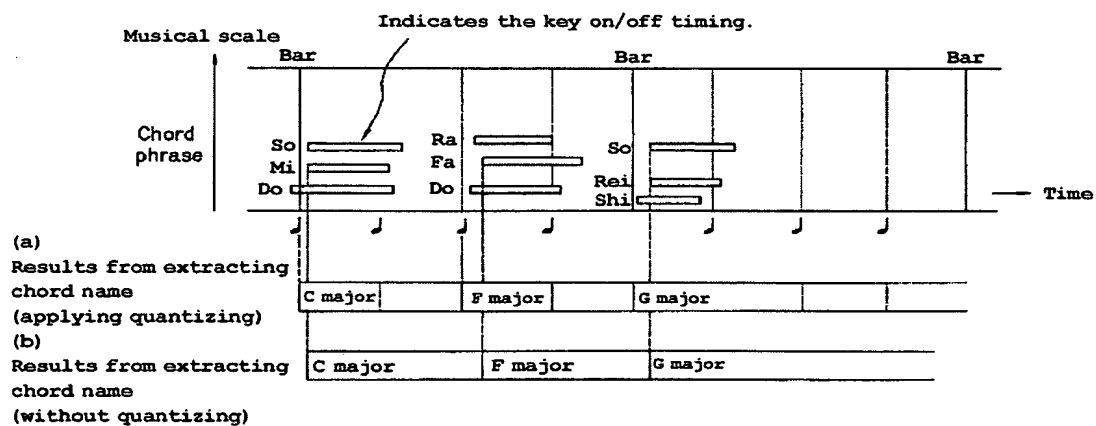 Indicates the key on/off timing.
Musical scale
Bar Bar Bar
Chord
phrase
So Ra So
Mi Fa Rei
Do Do Shi
Time
(a)
Results from extracting
chord name
(applying quantizing)
C major F major G major
(b)
Results from extracting
chord name
(without quantizing)
C major F major G major